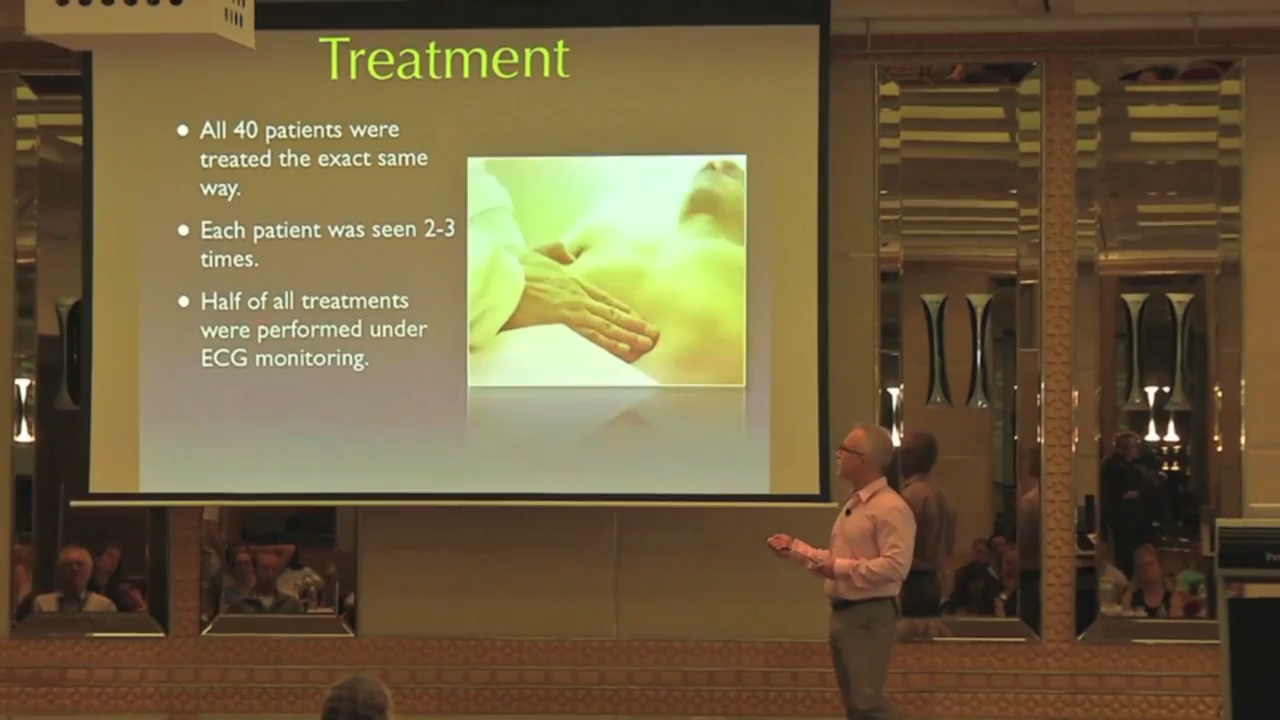 Treatment
• All 40 patients were
treated the exact same
way.
• Each patient was seen 2-3
times.
• Half of all treatments
were performed under
ECG monitoring.